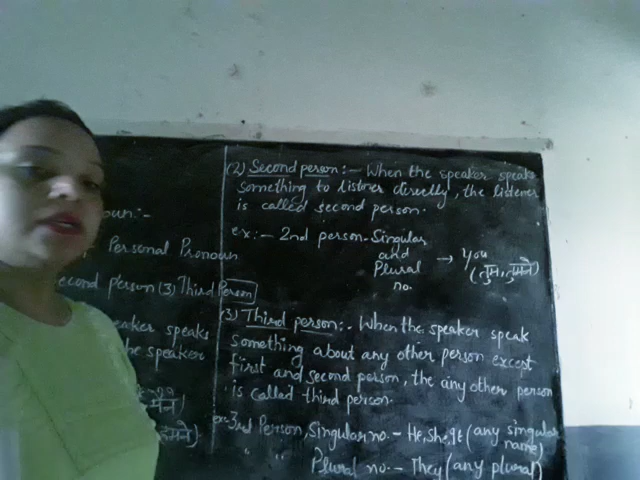 oun:-
Personal Pronoun
econd person (3) Third Person
eaker speaks
he speaker
(2) Second person :- When the speaker speak
something to listner directly, the listener
is called second person.
ex:- 2nd person - Singular
and
Plural
no.
→ You
(तुम, तुमने)
(3) Third person :- When the speaker speak
something about any other person except
first and second person, the any other person
is called third person.
ex:- 3rd Person, Singular no. - He, She, It (any singular
name)
" " Plural no. - They (any plural)